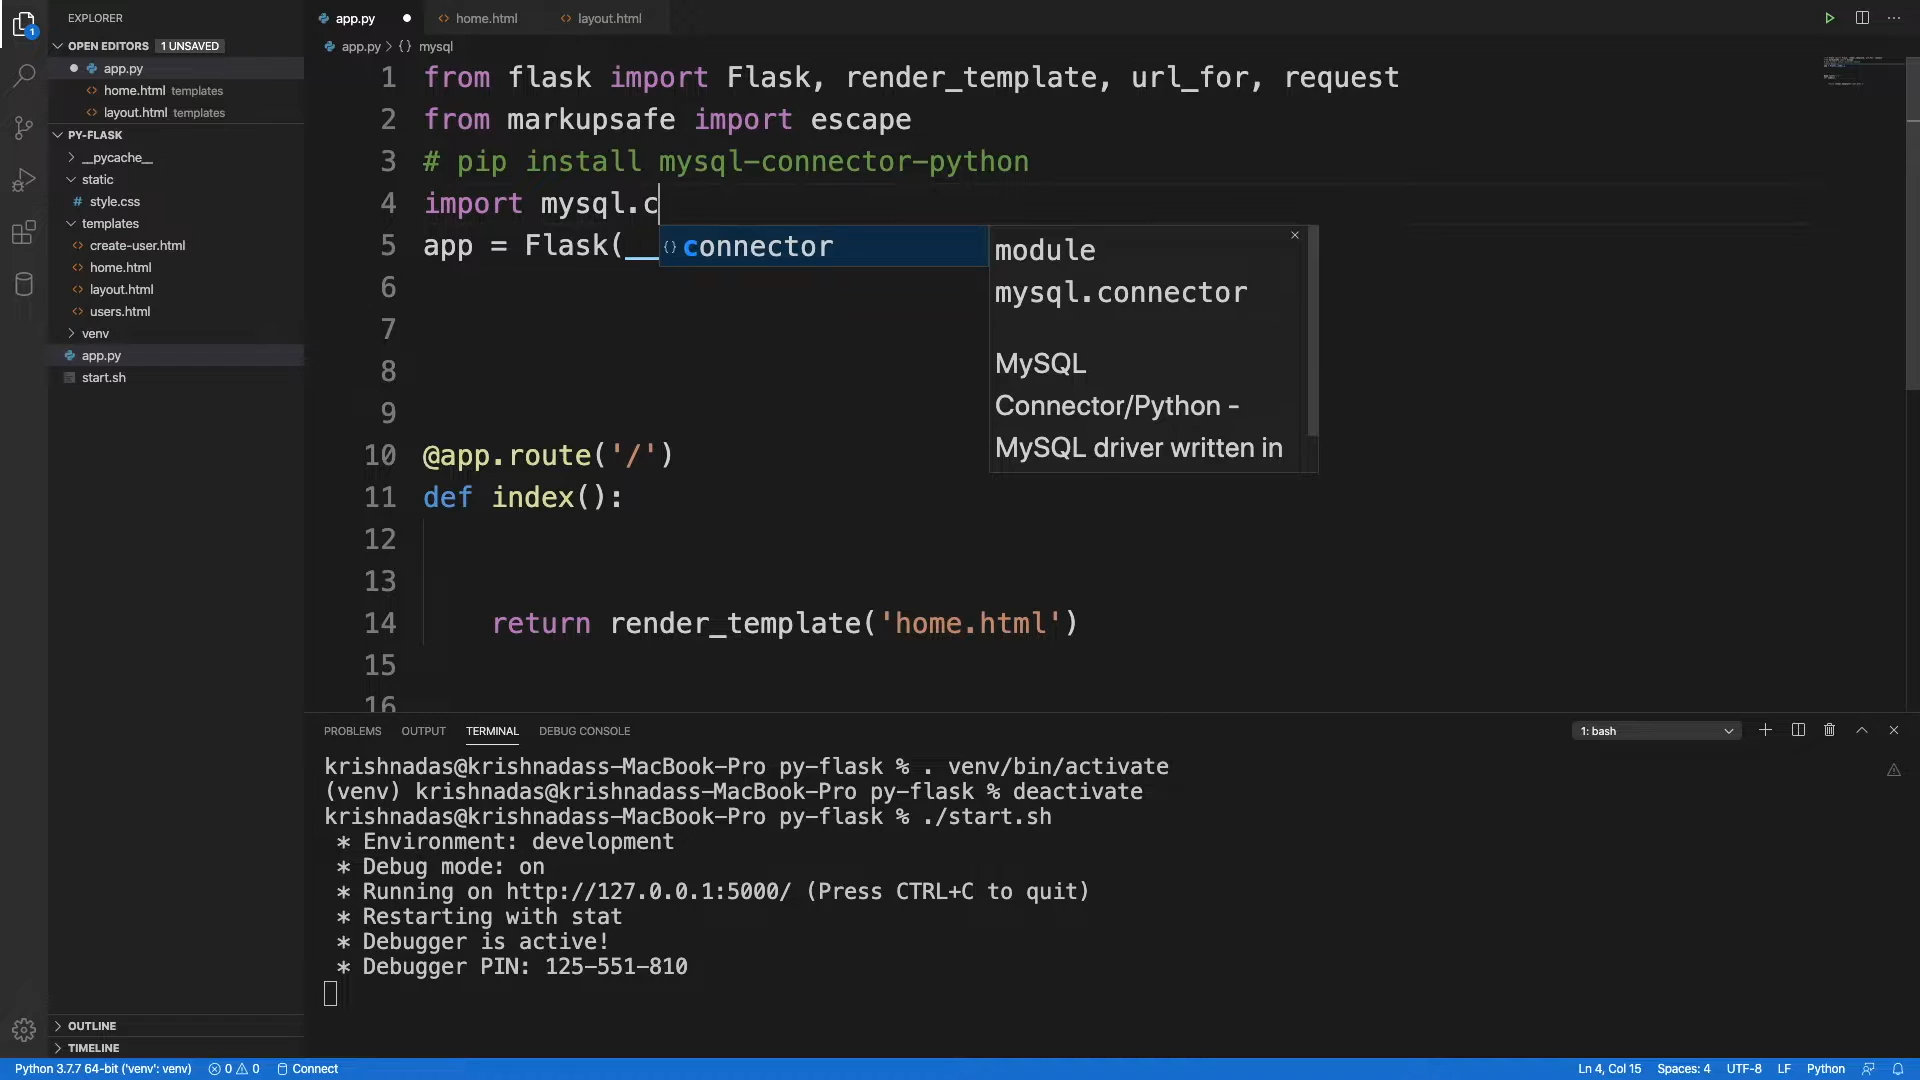 EXPLORER
OPEN EDITORS 1 UNSAVED
app.py
home.html templates
layout.html templates
PY-FLASK
__pycache__
static
# style.css
templates
create-user.html
home.html
layout.html
users.html
venv
app.py
start.sh
OUTLINE
TIMELINE
app.py home.html layout.html
app.py > {} mysql
1 from flask import Flask, render_template, url_for, request
2 from markupsafe import escape
3 # pip install mysql-connector-python
4 import mysql.c
5 app = Flask(__
6
7
8
9
10 @app.route('/')
11 def index():
12
13
14 return render_template('home.html')
15
16
{} connector
module
mysql.connector
MySQL
Connector/Python -
MySQL driver written in
PROBLEMS OUTPUT TERMINAL DEBUG CONSOLE
1: bash
krishnadas@krishnadass-MacBook-Pro py-flask % . venv/bin/activate
(venv) krishnadas@krishnadass-MacBook-Pro py-flask % deactivate
krishnadas@krishnadass-MacBook-Pro py-flask % ./start.sh
* Environment: development
* Debug mode: on
* Running on http://127.0.0.1:5000/ (Press CTRL+C to quit)
* Restarting with stat
* Debugger is active!
* Debugger PIN: 125-551-810
1
Python 3.7.7 64-bit ('venv': venv) 0 0 Connect
Ln 4, Col 15 Spaces: 4 UTF-8 LF Python